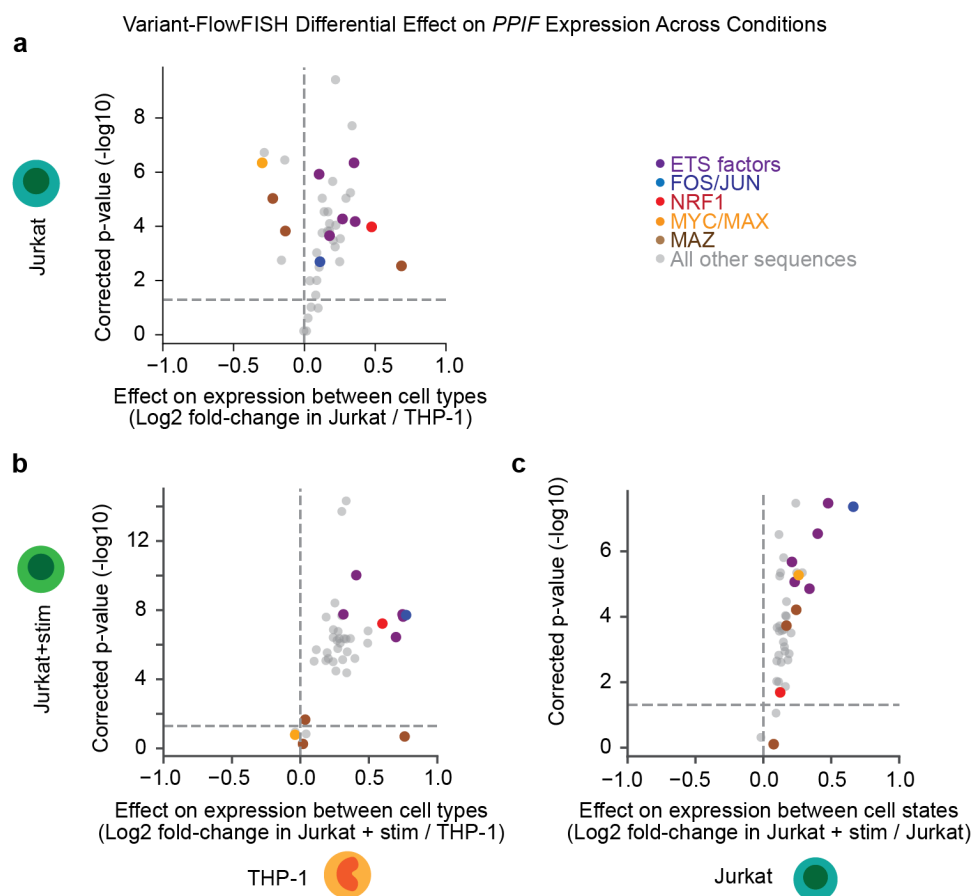 Variant-FlowFISH Differential Effect on PPIF Expression Across Conditions
a
Jurkat
Corrected p-value (-log10)
8
6
4
2
0
−1.0 −0.5 0.0 0.5 1.0
Effect on expression between cell types
(Log2 fold-change in Jurkat / THP-1)
ETS factors
FOS/JUN
NRF1
MYC/MAX
MAZ
All other sequences
b
Jurkat+stim
Corrected p-value (-log10)
12
8
4
0
−1.0 −0.5 0.0 0.5 1.0
Effect on expression between cell types
(Log2 fold-change in Jurkat + stim / THP-1)
THP-1
c
Corrected p-value (-log10)
6
4
2
0
−1.0 −0.5 0.0 0.5 1.0
Effect on expression between cell states
(Log2 fold-change in Jurkat + stim / Jurkat)
Jurkat